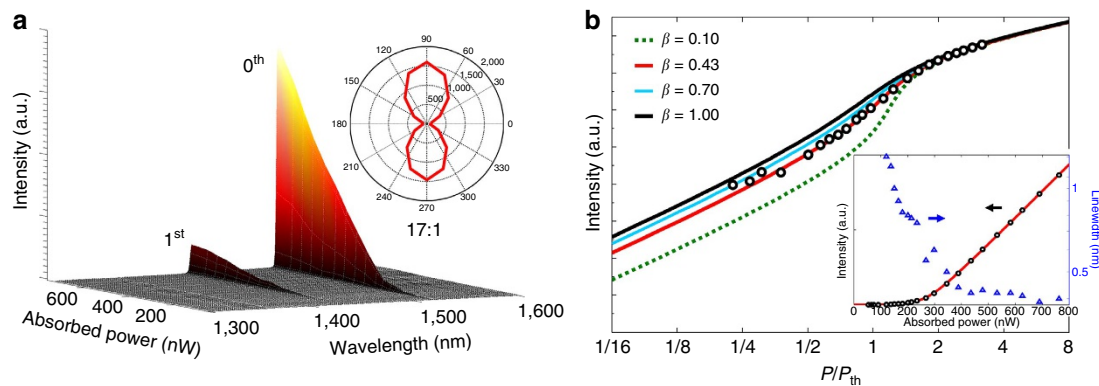 a
Intensity (a.u.)
0th
1st
600
400
200
Absorbed power (nW)
1,300
1,400
1,500
1,600
Wavelength (nm)
90
60
30
0
330
300
270
240
210
180
150
120
2,000
1,500
1,000
500
17:1
b
Intensity (a.u.)
β = 0.10
β = 0.43
β = 0.70
β = 1.00
1/16
1/8
1/4
1/2
1
2
4
8
P/Pth
Intensity (a.u.)
Linewidth (nm)
1
0.5
0
100
200
300
400
500
600
700
800
Absorbed power (nW)